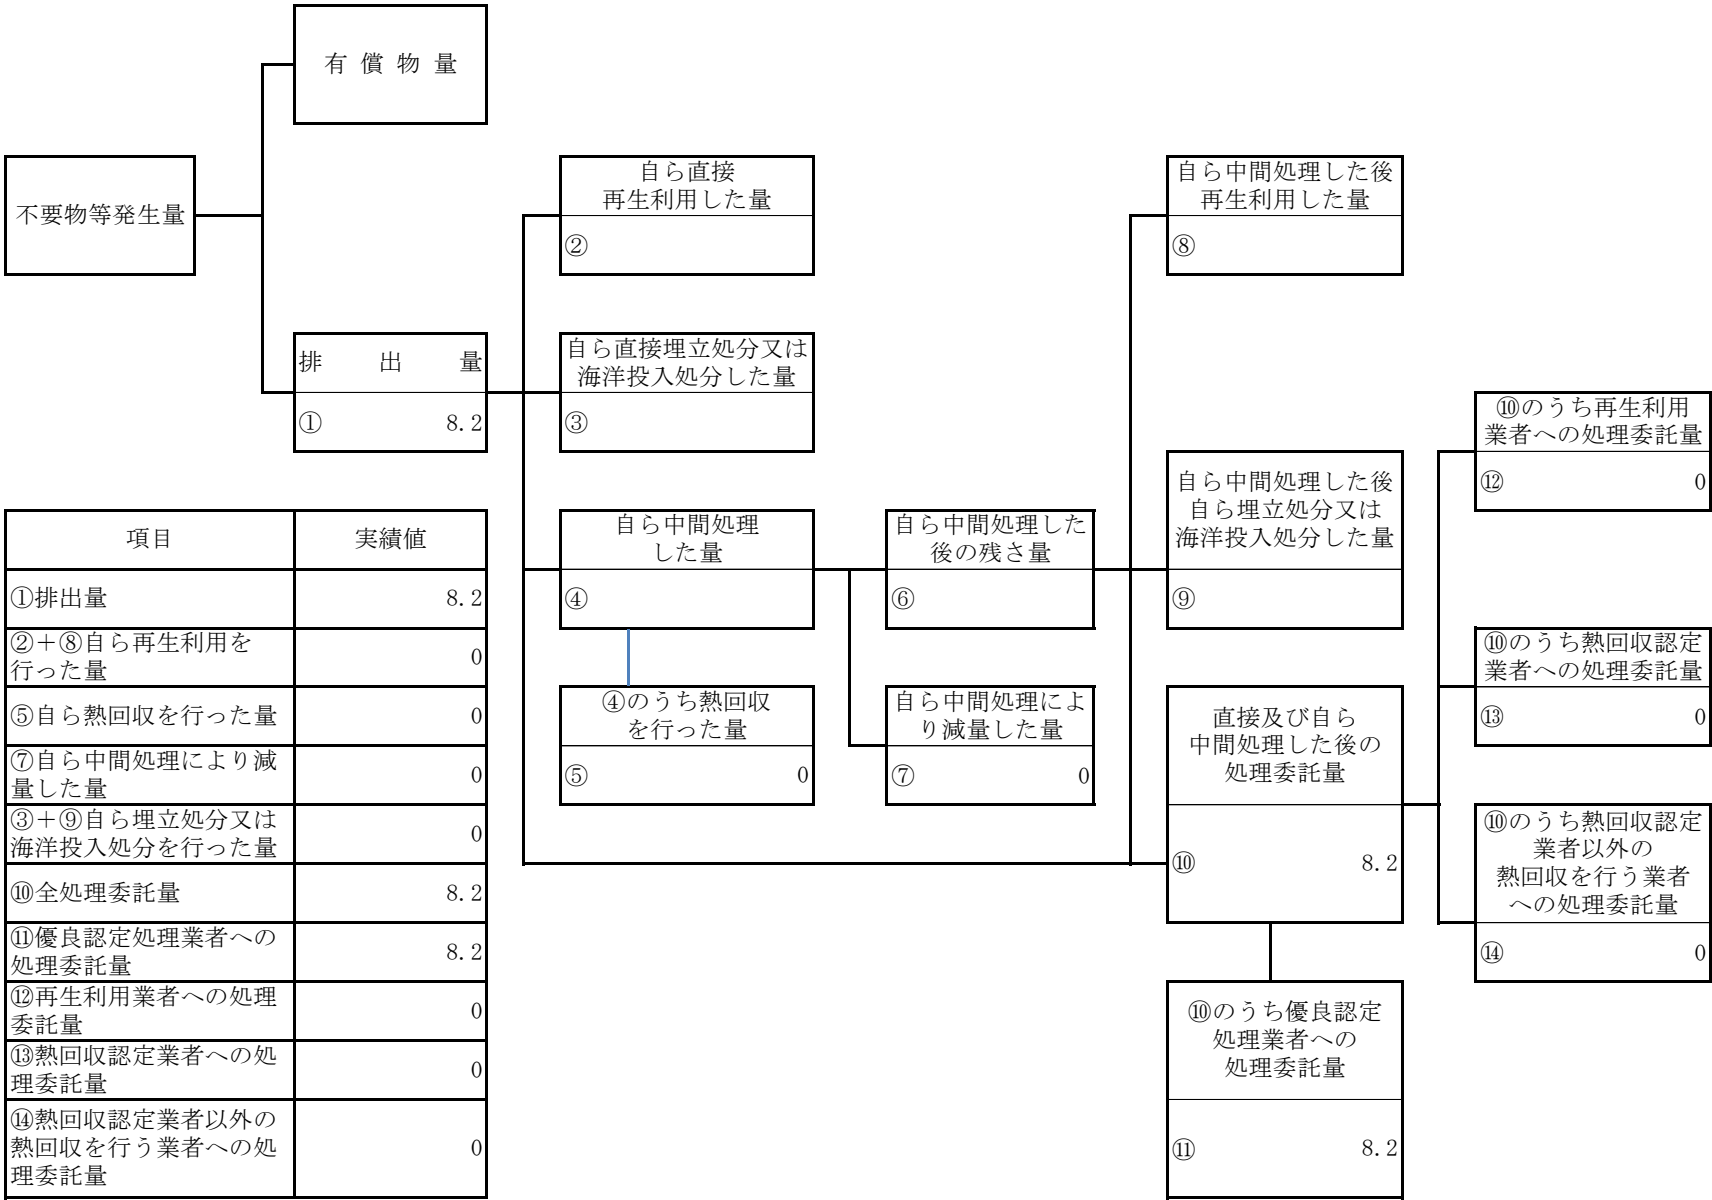 有償物量
不要物等発生量
自ら直接
再生利用した量
②
自ら中間処理した後
再生利用した量
⑧
排出量
① 8.2
自ら直接埋立処分又は
海洋投入処分した量
③
⑩のうち再生利用
業者への処理委託量
⑫ 0
自ら中間処理
した量
④
自ら中間処理した
後の残さ量
⑥
自ら中間処理した後
自ら埋立処分又は
海洋投入処分した量
⑨
⑩のうち熱回収認定
業者への処理委託量
⑬ 0
④のうち熱回収
を行った量
⑤ 0
自ら中間処理によ
り減量した量
⑦ 0
直接及び自ら
中間処理した後の
処理委託量
⑩ 8.2
⑩のうち熱回収認定
業者以外の
熱回収を行う業者
への処理委託量
⑭ 0
⑩のうち優良認定
処理業者への
処理委託量
⑪ 8.2
項目 実績値
①排出量 8.2
②＋⑧自ら再生利用を
行った量 0
⑤自ら熱回収を行った量 0
⑦自ら中間処理により減
量した量 0
③＋⑨自ら埋立処分又は
海洋投入処分を行った量 0
⑩全処理委託量 8.2
⑪優良認定処理業者への
処理委託量 8.2
⑫再生利用業者への処理
委託量 0
⑬熱回収認定業者への処
理委託量 0
⑭熱回収認定業者以外の
熱回収を行う業者への処
理委託量 0